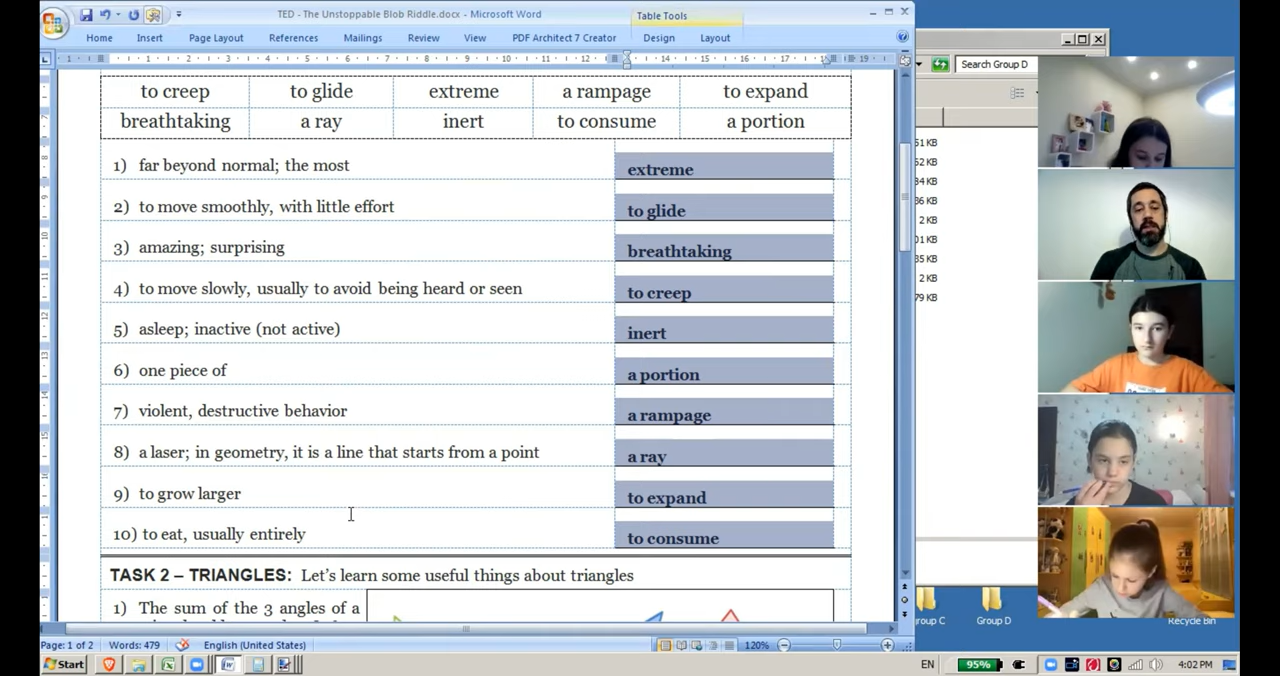 TED - The Unstoppable Blob Riddle.docx - Microsoft Word
Table Tools
Home Insert Page Layout References Mailings Review View PDF Architect 7 Creator Design Layout
Search Group D
to creep to glide extreme a rampage to expand
breathtaking a ray inert to consume a portion
1) far beyond normal; the most extreme
2) to move smoothly, with little effort to glide
3) amazing; surprising breathtaking
4) to move slowly, usually to avoid being heard or seen to creep
5) asleep; inactive (not active) inert
6) one piece of a portion
7) violent, destructive behavior a rampage
8) a laser; in geometry, it is a line that starts from a point a ray
9) to grow larger to expand
10) to eat, usually entirely to consume
TASK 2 – TRIANGLES: Let's learn some useful things about triangles
1) The sum of the 3 angles of a
Group D
Recycle Bin
Page: 1 of 2 Words: 479 English (United States) 120%
Start EN 95% 4:02 PM